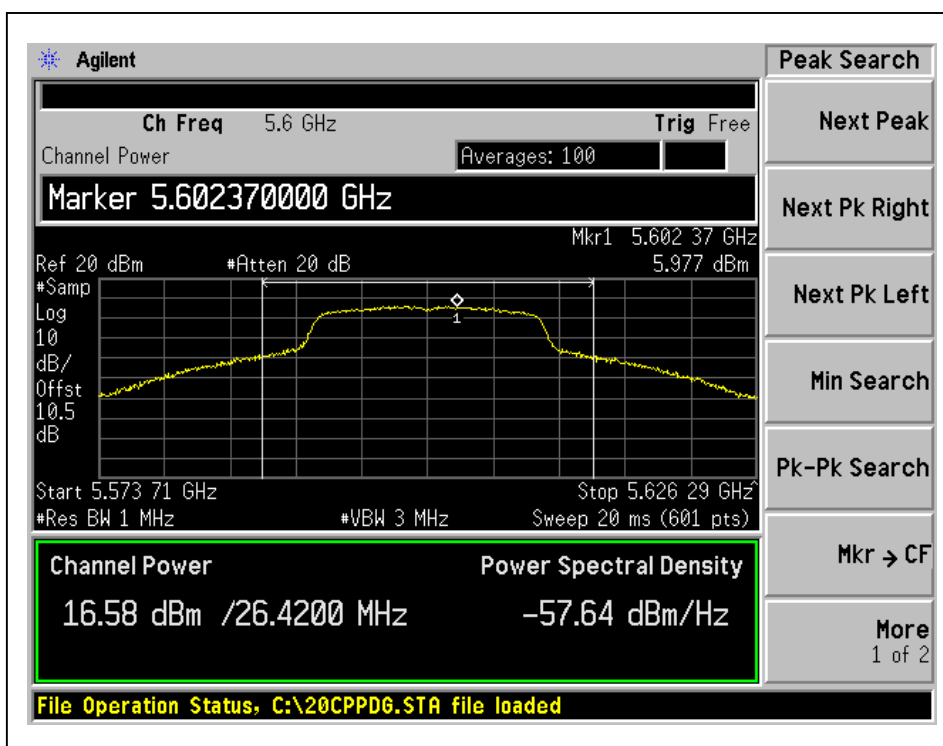 Agilent
Peak Search
Ch Freq 5.6 GHz Trig Free
Channel Power Averages: 100
Marker 5.602370000 GHz
Mkr1 5.602 37 GHz
Ref 20 dBm #Atten 20 dB 5.977 dBm
#Samp
Log
10
dB/
Offst
10.5
dB
1
Start 5.573 71 GHz Stop 5.626 29 GHz^
#Res BW 1 MHz #VBW 3 MHz Sweep 20 ms (601 pts)
Channel Power Power Spectral Density
16.58 dBm /26.4200 MHz -57.64 dBm/Hz
File Operation Status, C:\20CPPDG.STA file loaded
Next Peak
Next Pk Right
Next Pk Left
Min Search
Pk-Pk Search
Mkr → CF
More
1 of 2